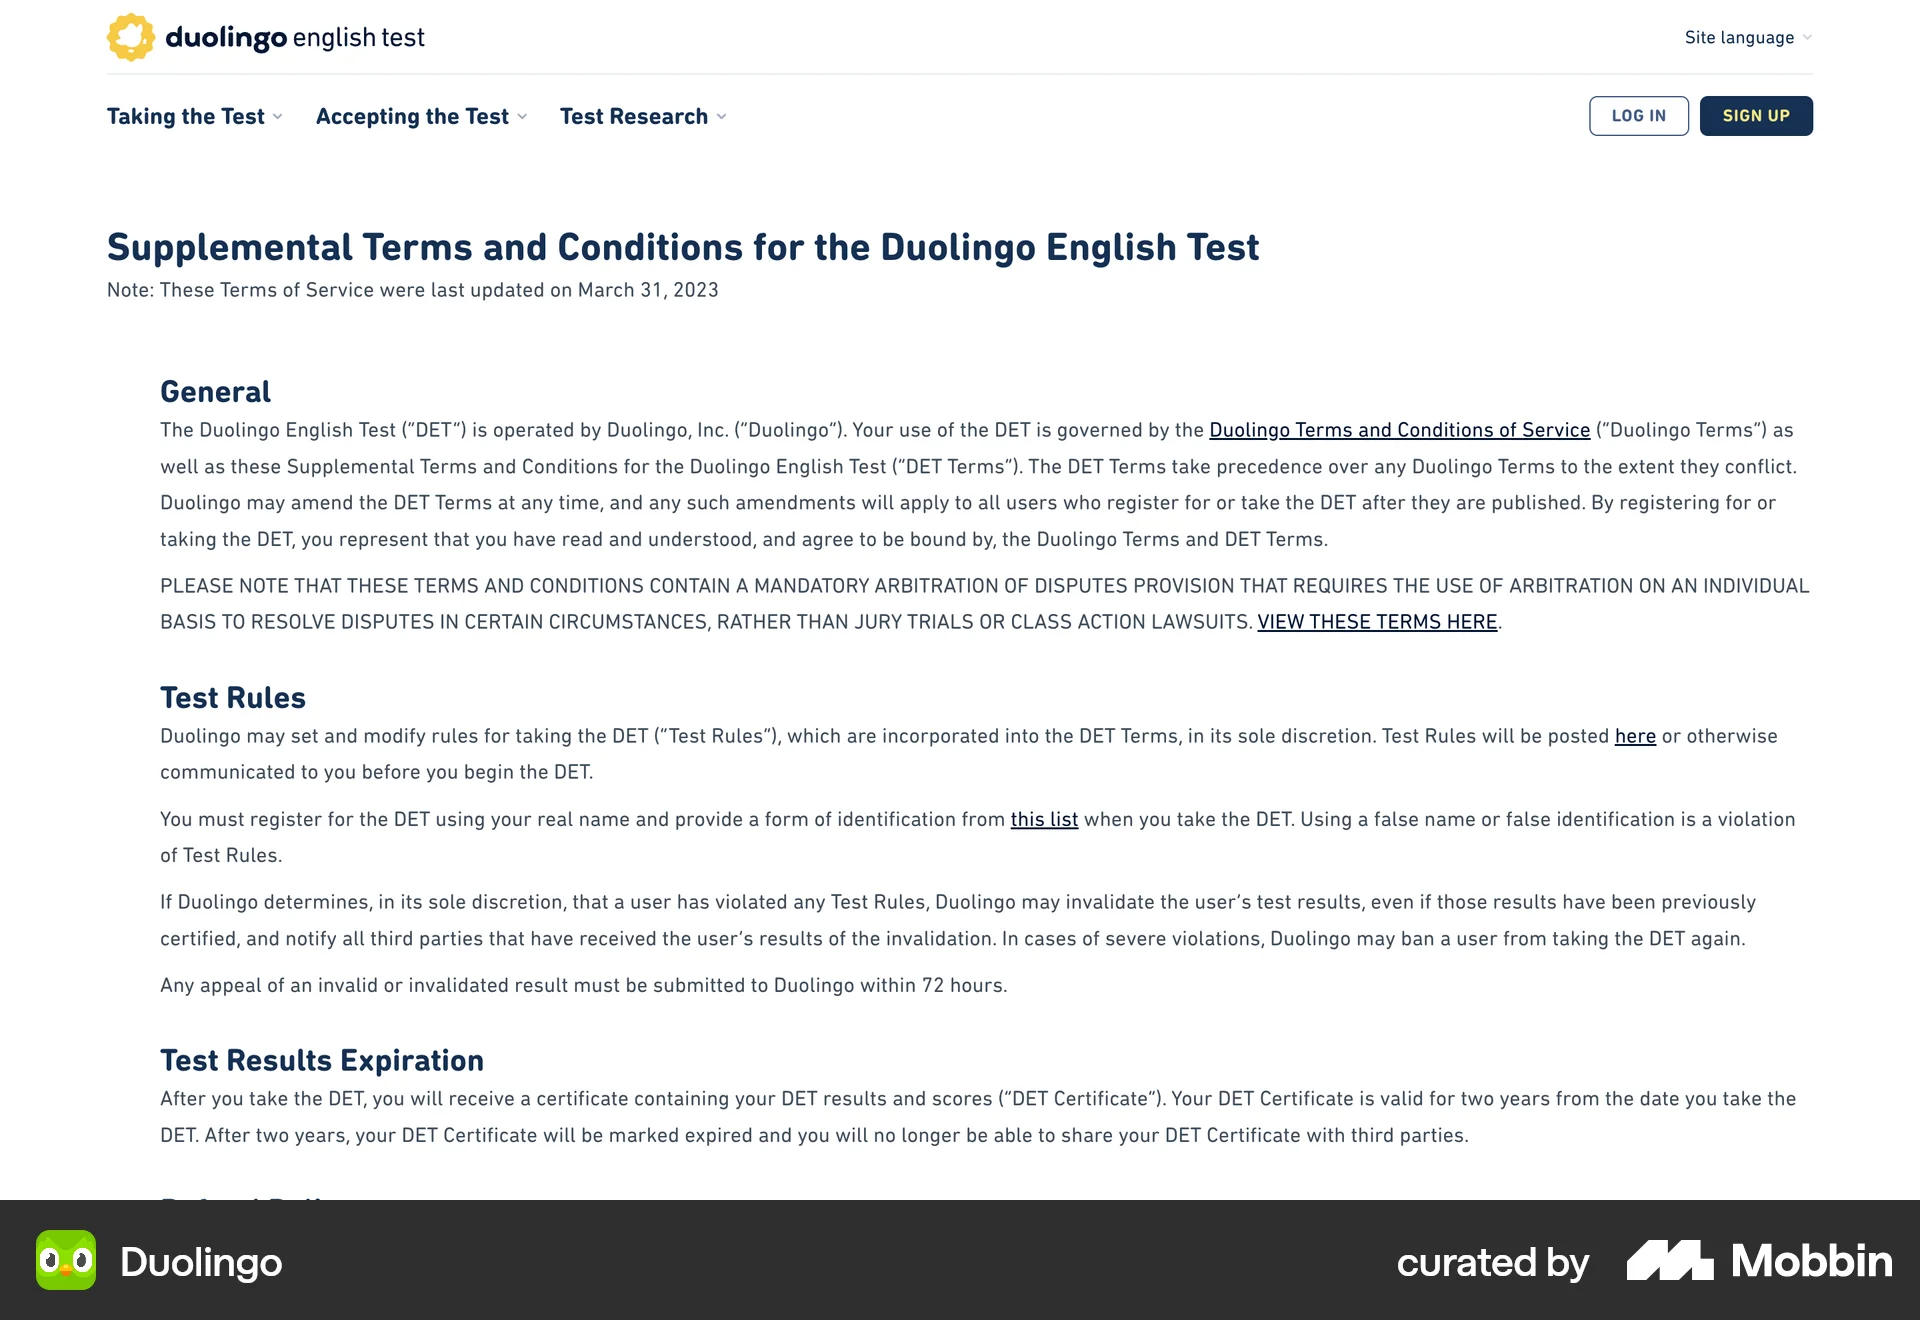 duolingo english test
Site language
Taking the Test
Accepting the Test
Test Research
LOG IN
SIGN UP
Supplemental Terms and Conditions for the Duolingo English Test
Note: These Terms of Service were last updated on March 31, 2023
General
The Duolingo English Test (“DET“) is operated by Duolingo, Inc. (“Duolingo“). Your use of the DET is governed by the Duolingo Terms and Conditions of Service (“Duolingo Terms”) as
well as these Supplemental Terms and Conditions for the Duolingo English Test (“DET Terms”). The DET Terms take precedence over any Duolingo Terms to the extent they conflict.
Duolingo may amend the DET Terms at any time, and any such amendments will apply to all users who register for or take the DET after they are published. By registering for or
taking the DET, you represent that you have read and understood, and agree to be bound by, the Duolingo Terms and DET Terms.
PLEASE NOTE THAT THESE TERMS AND CONDITIONS CONTAIN A MANDATORY ARBITRATION OF DISPUTES PROVISION THAT REQUIRES THE USE OF ARBITRATION ON AN INDIVIDUAL
BASIS TO RESOLVE DISPUTES IN CERTAIN CIRCUMSTANCES, RATHER THAN JURY TRIALS OR CLASS ACTION LAWSUITS. VIEW THESE TERMS HERE.
Test Rules
Duolingo may set and modify rules for taking the DET (“Test Rules”), which are incorporated into the DET Terms, in its sole discretion. Test Rules will be posted here or otherwise
communicated to you before you begin the DET.
You must register for the DET using your real name and provide a form of identification from this list when you take the DET. Using a false name or false identification is a violation
of Test Rules.
If Duolingo determines, in its sole discretion, that a user has violated any Test Rules, Duolingo may invalidate the user’s test results, even if those results have been previously
certified, and notify all third parties that have received the user’s results of the invalidation. In cases of severe violations, Duolingo may ban a user from taking the DET again.
Any appeal of an invalid or invalidated result must be submitted to Duolingo within 72 hours.
Test Results Expiration
After you take the DET, you will receive a certificate containing your DET results and scores (“DET Certificate”). Your DET Certificate is valid for two years from the date you take the
DET. After two years, your DET Certificate will be marked expired and you will no longer be able to share your DET Certificate with third parties.
Duolingo
curated by Mobbin